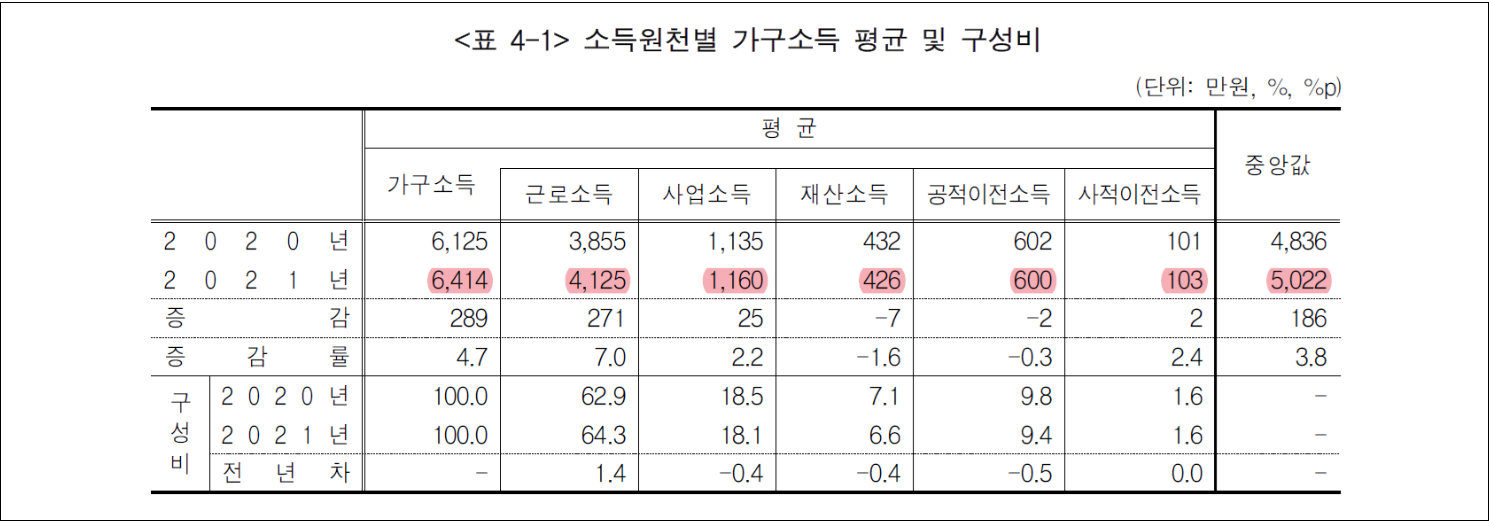 <표 4-1> 소득원천별 가구소득 평균 및 구성비
(단위: 만원, %, %p)
평 균
중앙값
가구소득 근로소득 사업소득 재산소득 공적이전소득 사적이전소득
2 0 2 0 년 6,125 3,855 1,135 432 602 101 4,836
2 0 2 1 년 6,414 4,125 1,160 426 600 103 5,022
증 감 289 271 25 -7 -2 2 186
증 감 률 4.7 7.0 2.2 -1.6 -0.3 2.4 3.8
구성비
2 0 2 0 년 100.0 62.9 18.5 7.1 9.8 1.6 -
2 0 2 1 년 100.0 64.3 18.1 6.6 9.4 1.6 -
전 년 차 - 1.4 -0.4 -0.4 -0.5 0.0 -